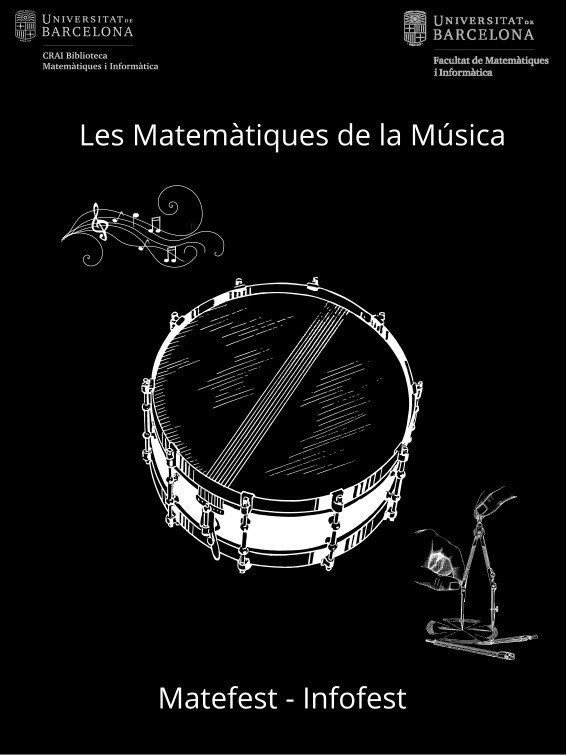 UNIVERSITAT DE
BARCELONA
CRAI Biblioteca
Matemàtiques i Informàtica
UNIVERSITAT DE
BARCELONA
Facultat de Matemàtiques
i Informàtica
Les Matemàtiques de la Música
Matefest - Infofest